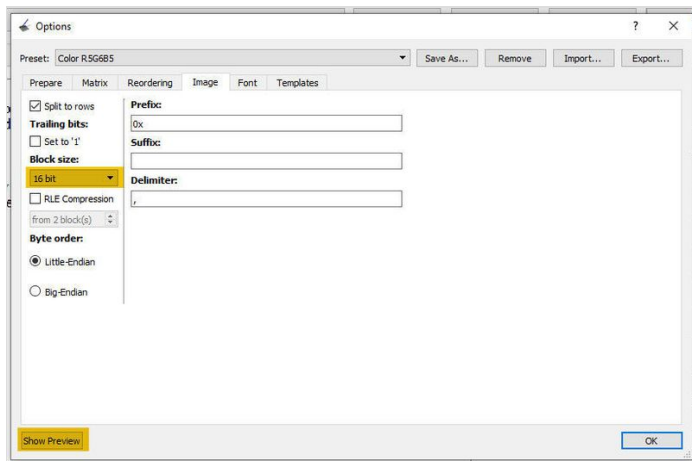 Options
?
Preset: Color R5G6B5
Save As...
Remove
Import...
Export...
Prepare
Matrix
Reordering
Image
Font
Templates
Split to rows
Trailing bits:
Set to '1'
Block size:
16 bit
RLE Compression
from 2 block(s)
Byte order:
Little-Endian
Big-Endian
Prefix:
0x
Suffix:
Delimiter:
,
Show Preview
OK